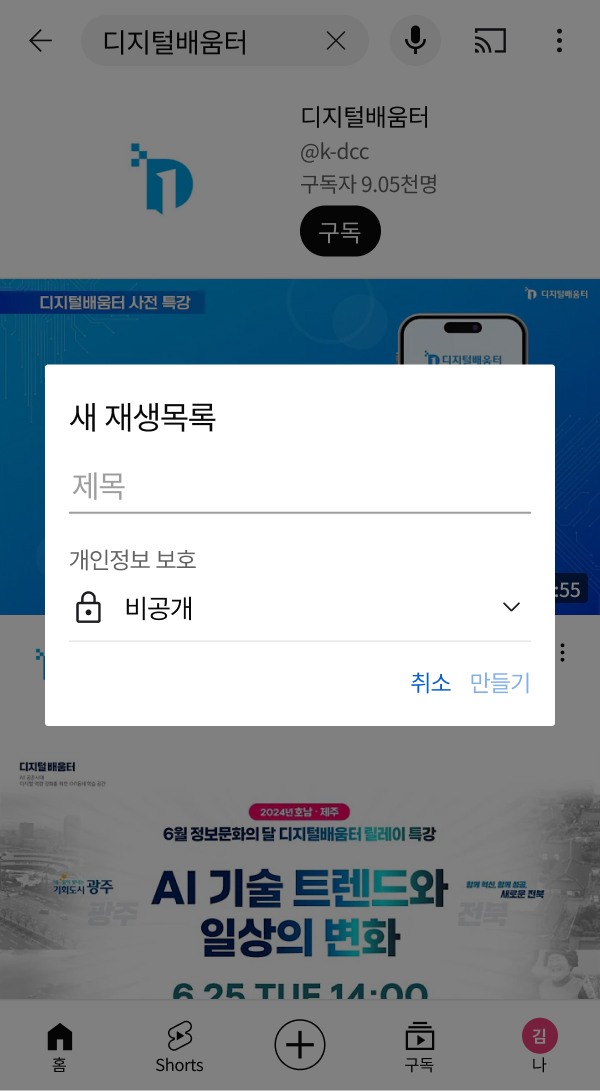 디지털배움터
디지털배움터
@k-dcc
구독자 9.05천명
구독
디지털배움터 사전 특강
디지털배움터
디지털배움터
새 재생목록
제목
개인정보 보호
비공개
:55
취소 만들기
디지털 배움터
AI 공존시대
2024년 호남·제주
6월 정보문화의 달 디지털배움터 릴레이 특강
기회도시 광주
AI 기술 트렌드와
함께 혁신, 함께 성공,
새로운 전북
광주
전북
일상의 변화
6.25 TUE 14:00
홈
Shorts
구독
김
나